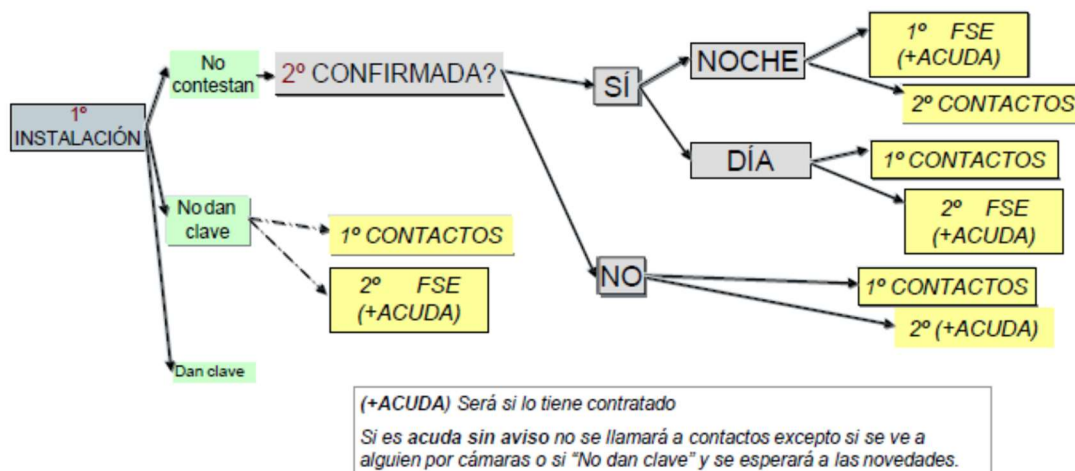 1º
INSTALACIÓN
No
contestan
2º CONFIRMADA?
SÍ
NOCHE
1º FSE
(+ACUDA)
2º CONTACTOS
DÍA
1º CONTACTOS
2º FSE
(+ACUDA)
No dan
clave
1º CONTACTOS
2º FSE
(+ACUDA)
NO
1º CONTACTOS
2º (+ACUDA)
Dan clave
(+ACUDA) Será si lo tiene contratado
Si es acuda sin aviso no se llamará a contactos excepto si se ve a
alguien por cámaras o si “No dan clave” y se esperará a las novedades.